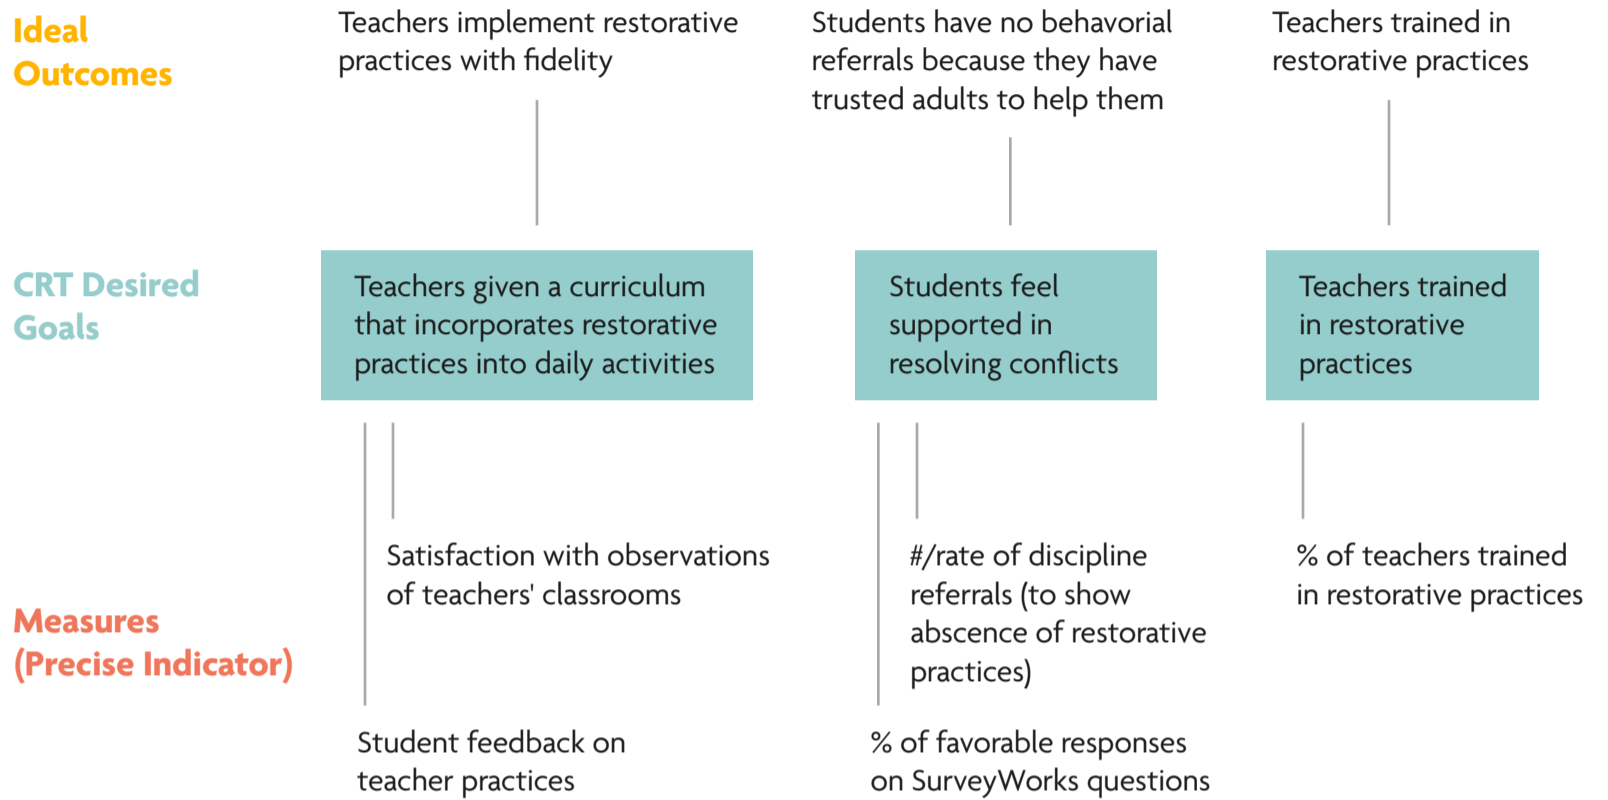 Ideal
Outcomes
Teachers implement restorative
practices with fidelity
Students have no behavorial
referrals because they have
trusted adults to help them
Teachers trained in
restorative practices
CRT Desired
Goals
Teachers given a curriculum
that incorporates restorative
practices into daily activities
Students feel
supported in
resolving conflicts
Teachers trained
in restorative
practices
Measures
(Precise Indicator)
Satisfaction with observations
of teachers' classrooms
Student feedback on
teacher practices
#/rate of discipline
referrals (to show
abscence of restorative
practices)
% of favorable responses
on SurveyWorks questions
% of teachers trained
in restorative practices